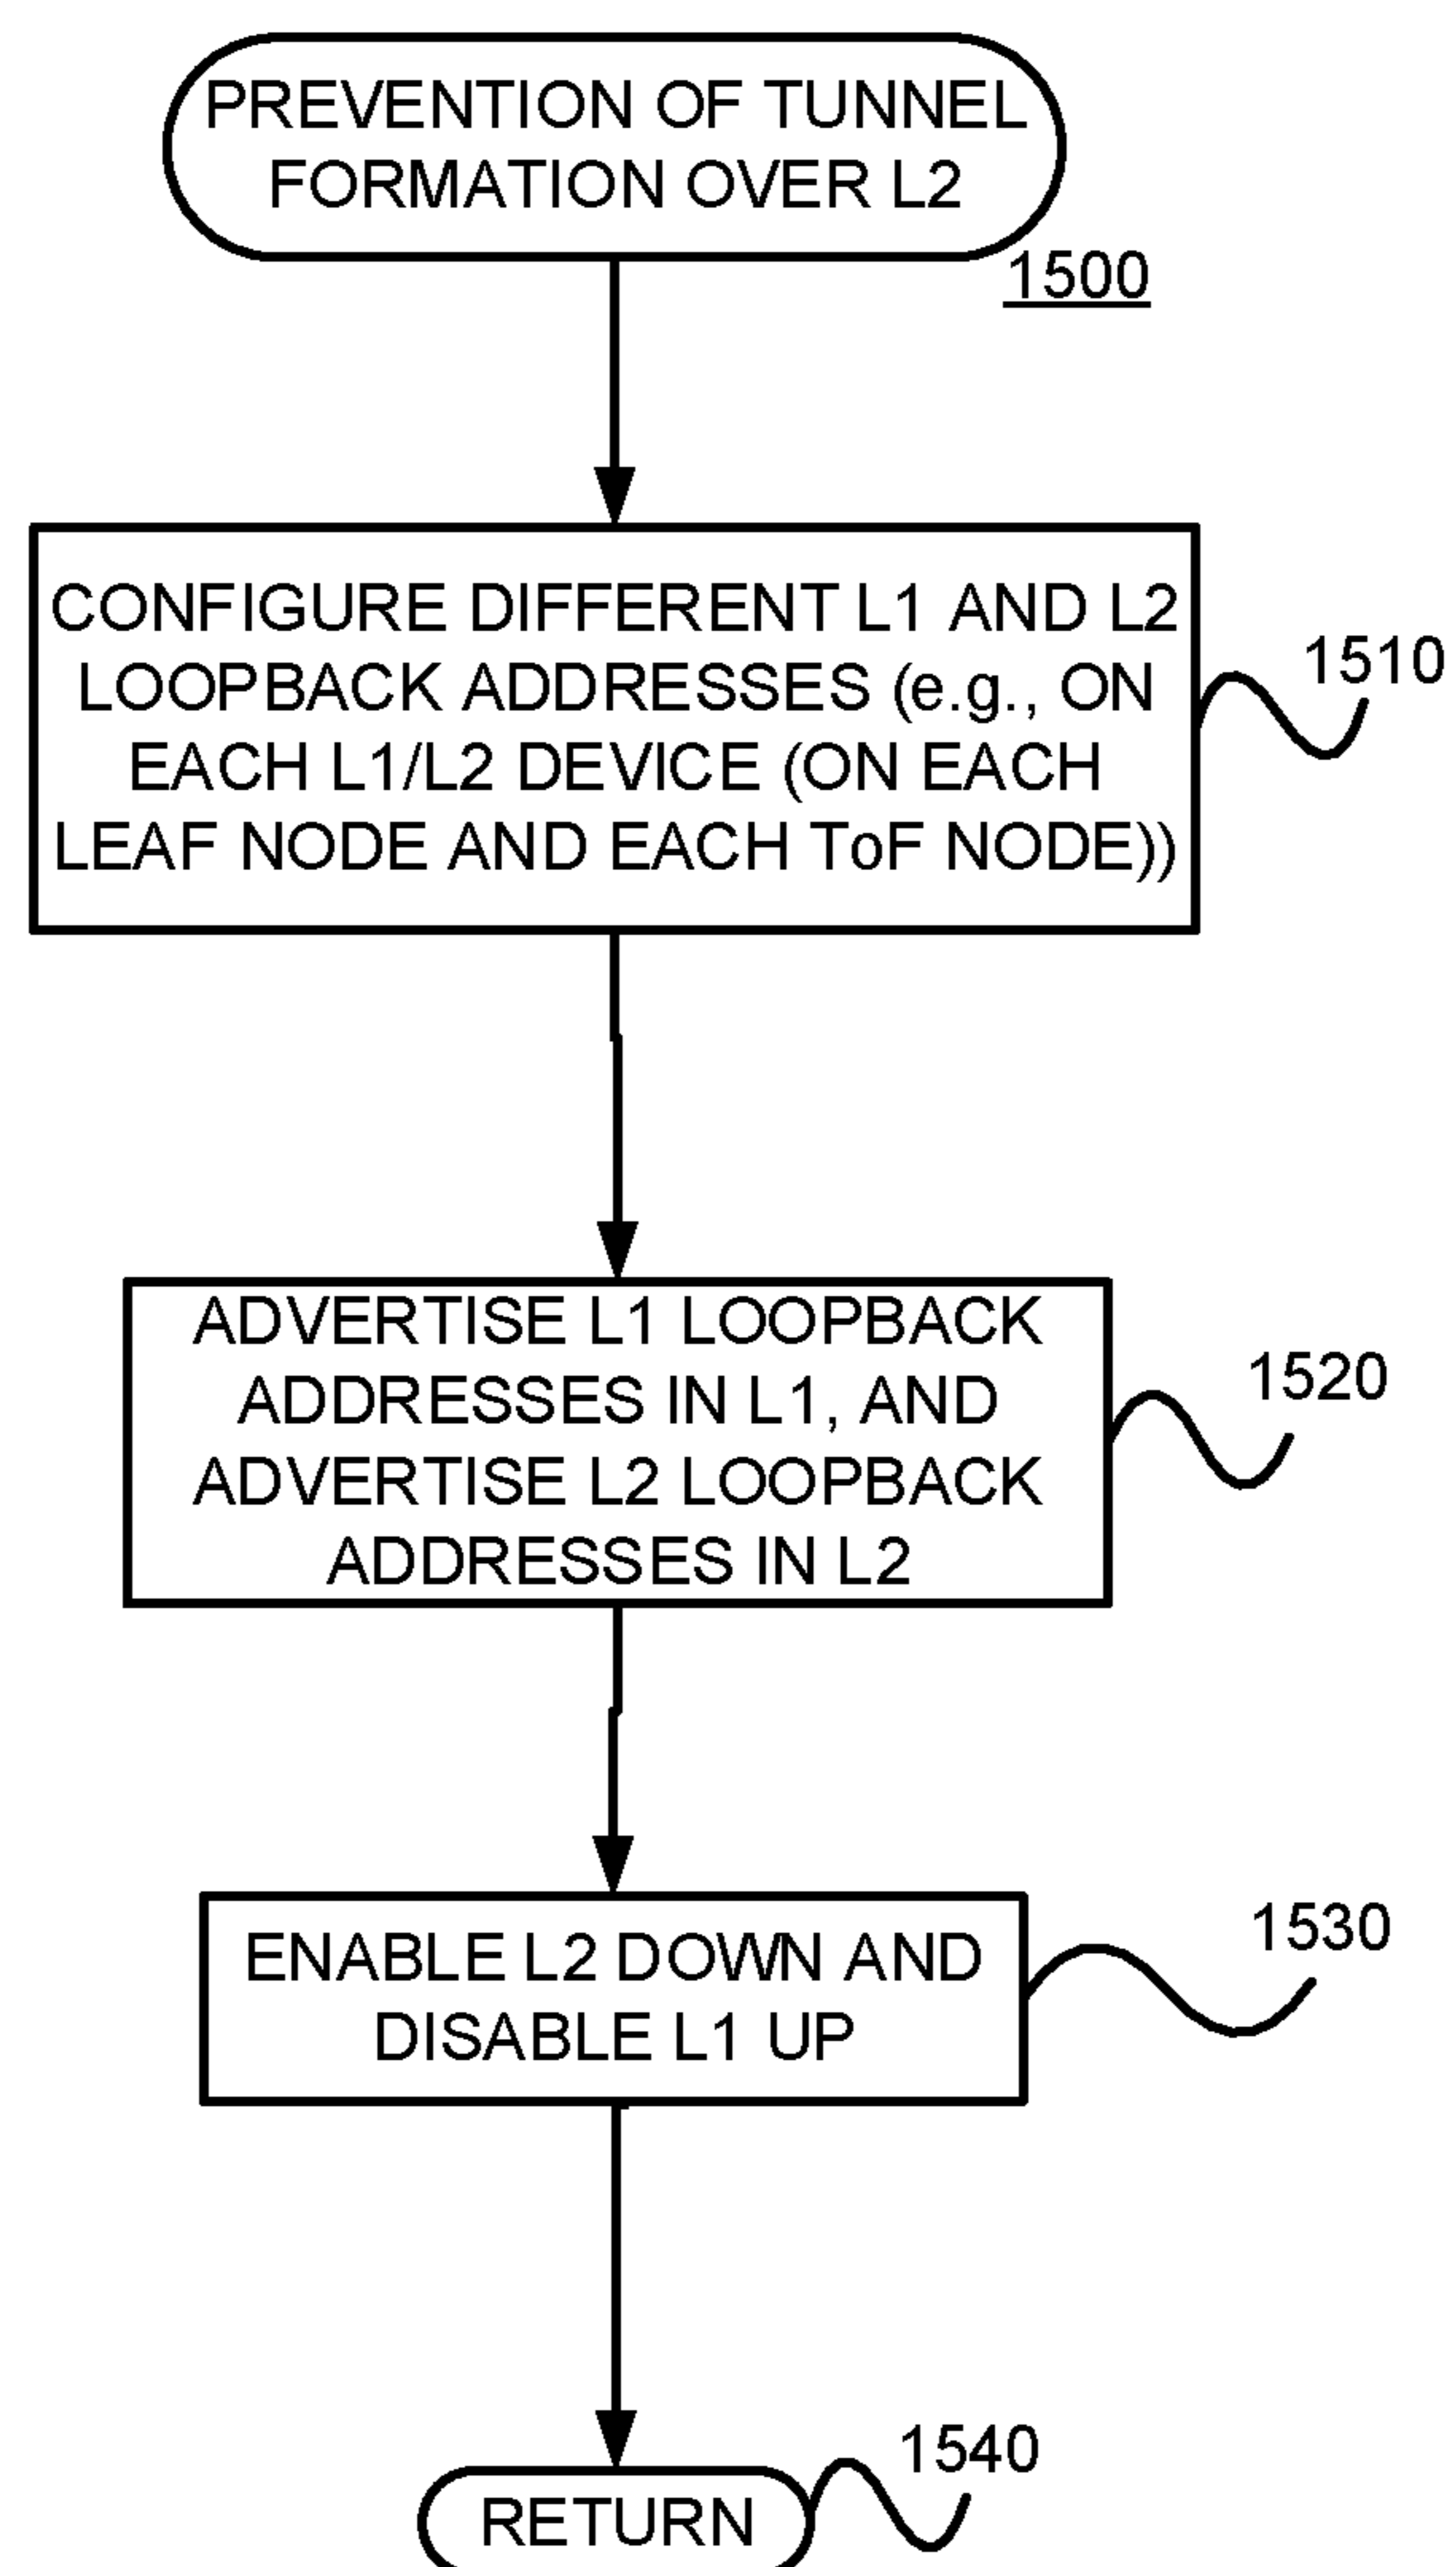 PREVENTION OF TUNNEL
FORMATION OVER L2
1500
CONFIGURE DIFFERENT L1 AND L2
LOOPBACK ADDRESSES (e.g., ON
EACH L1/L2 DEVICE (ON EACH
LEAF NODE AND EACH ToF NODE))
1510
ADVERTISE L1 LOOPBACK
ADDRESSES IN L1, AND
ADVERTISE L2 LOOPBACK
ADDRESSES IN L2
1520
ENABLE L2 DOWN AND
DISABLE L1 UP
1530
RETURN
1540